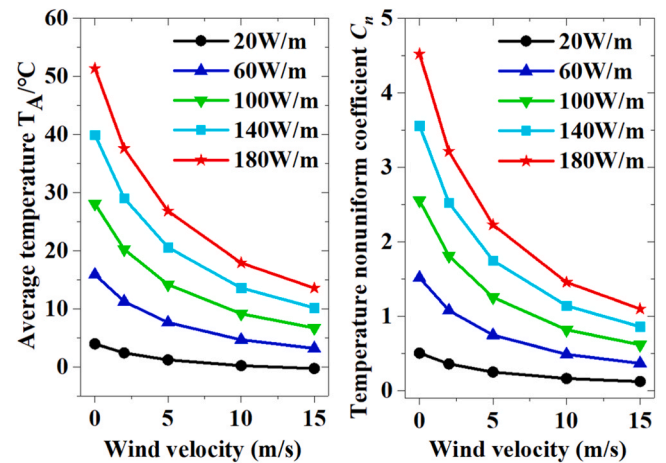 Average temperature T_A/°C
60
50
40
30
20
10
0
20W/m
60W/m
100W/m
140W/m
180W/m
0 5 10 15
Wind velocity (m/s)
Temperature nonuniform coefficient C_n
5
4
3
2
1
0
20W/m
60W/m
100W/m
140W/m
180W/m
0 5 10 15
Wind velocity (m/s)